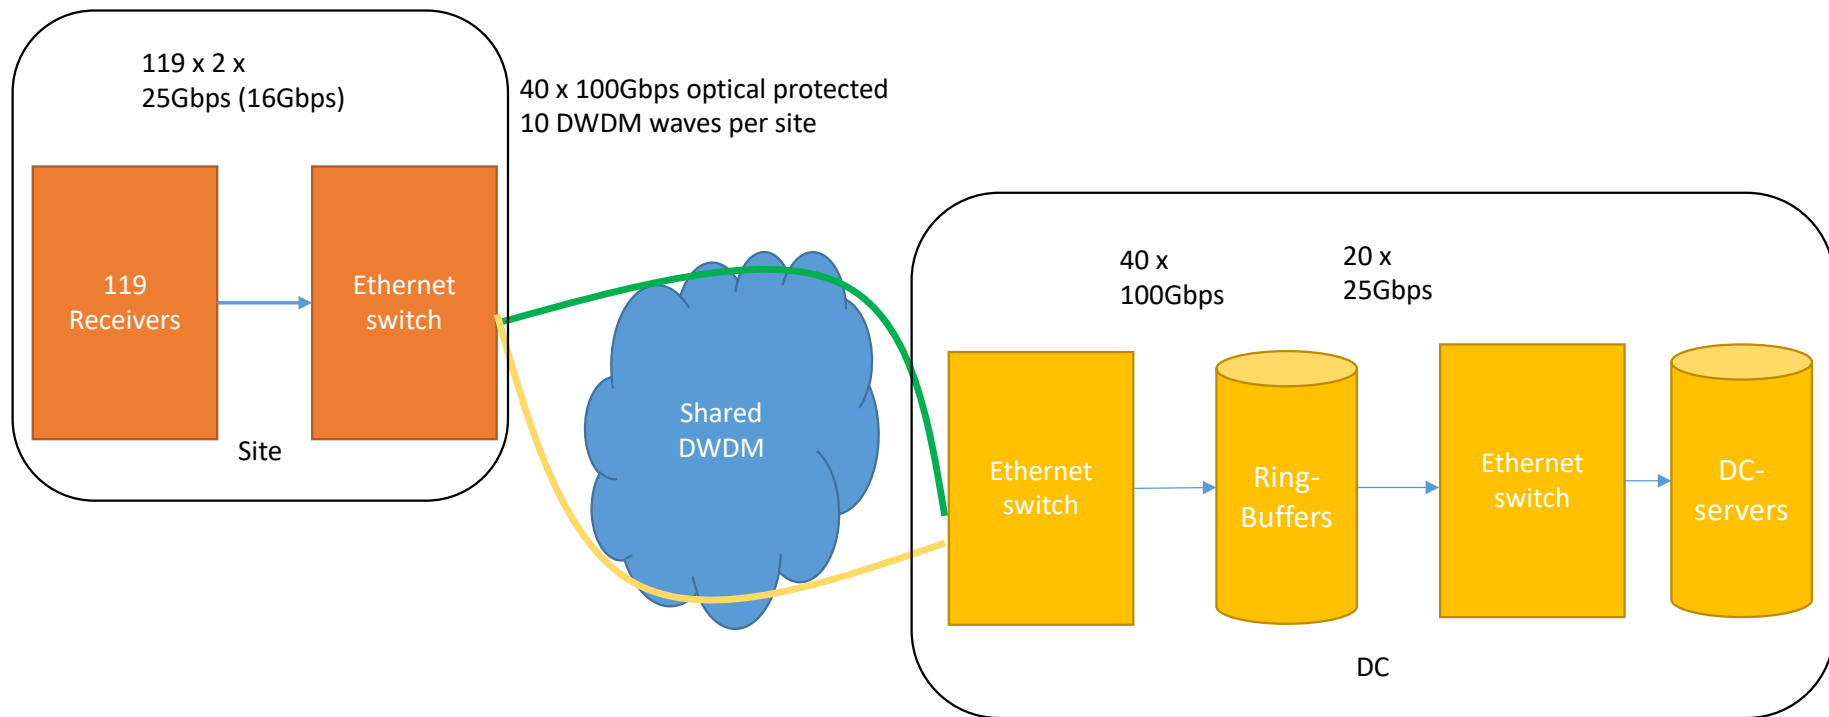 119 x 2 x
25Gbps (16Gbps)
40 x 100Gbps optical protected
10 DWDM waves per site
119
Receivers
Ethernet
switch
Site
Shared
DWDM
40 x
100Gbps
20 x
25Gbps
Ethernet
switch
Ring-
Buffers
Ethernet
switch
DC-
servers
DC